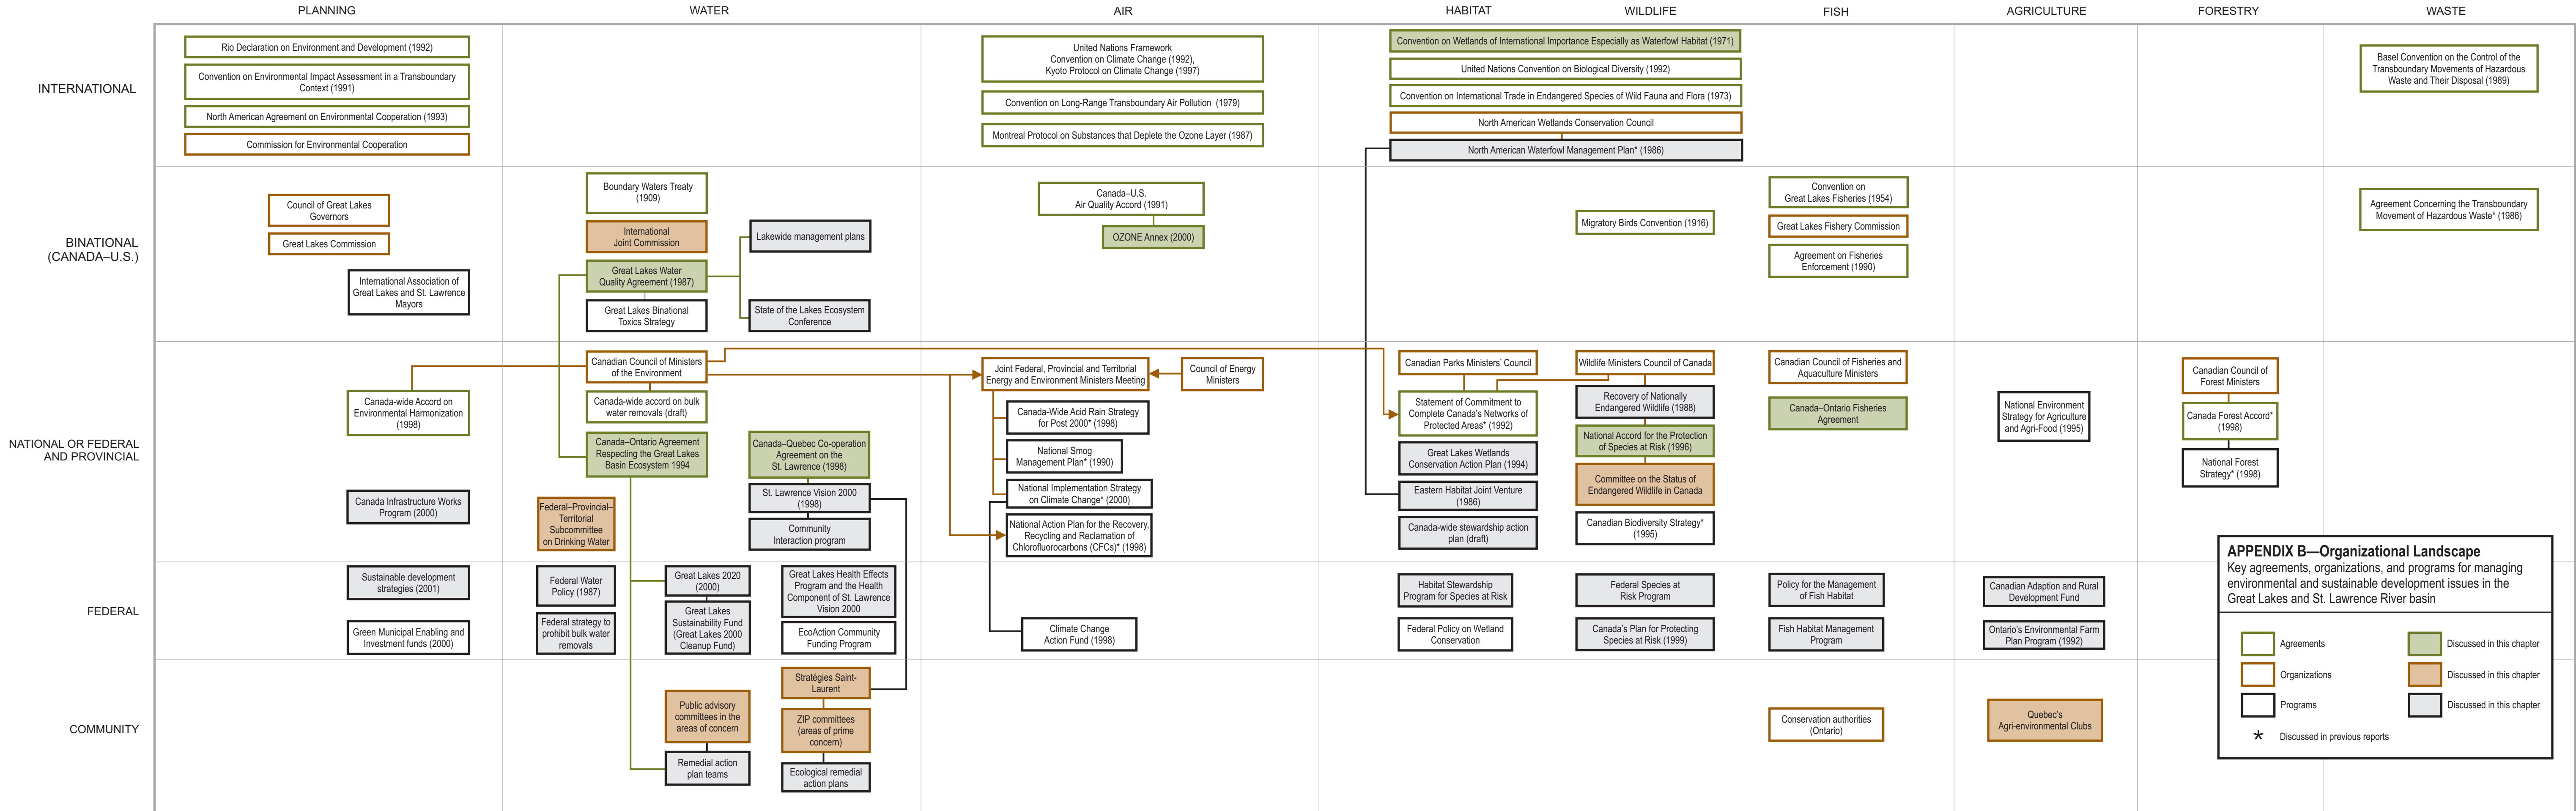 PLANNING
WATER
AIR
HABITAT
WILDLIFE
FISH
AGRICULTURE
FORESTRY
WASTE
INTERNATIONAL
Rio Declaration on Environment and Development (1992)
Convention on Environmental Impact Assessment in a Transboundary
Context (1991)
North American Agreement on Environmental Cooperation (1993)
Commission for Environmental Cooperation
United Nations Framework
Convention on Climate Change (1992),
Kyoto Protocol on Climate Change (1997)
Convention on Long-Range Transboundary Air Pollution (1979)
Montreal Protocol on Substances that Deplete the Ozone Layer (1987)
Convention on Wetlands of International Importance Especially as Waterfowl Habitat (1971)
United Nations Convention on Biological Diversity (1992)
Convention on International Trade in Endangered Species of Wild Fauna and Flora (1973)
North American Wetlands Conservation Council
North American Waterfowl Management Plan* (1986)
Basel Convention on the Control of the
Transboundary Movements of Hazardous
Waste and Their Disposal (1989)
BINATIONAL
(CANADA–U.S.)
Council of Great Lakes
Governors
Great Lakes Commission
International Association of
Great Lakes and St. Lawrence
Mayors
Boundary Waters Treaty
(1909)
International
Joint Commission
Great Lakes Water
Quality Agreement (1987)
Great Lakes Binational
Toxics Strategy
Lakewide management plans
State of the Lakes Ecosystem
Conference
Canada–U.S.
Air Quality Accord (1991)
OZONE Annex (2000)
Migratory Birds Convention (1916)
Convention on
Great Lakes Fisheries (1954)
Great Lakes Fishery Commission
Agreement on Fisheries
Enforcement (1990)
Agreement Concerning the Transboundary
Movement of Hazardous Waste* (1986)
NATIONAL OR FEDERAL
AND PROVINCIAL
Canada-wide Accord on
Environmental Harmonization
(1998)
Canada Infrastructure Works
Program (2000)
Canadian Council of Ministers
of the Environment
Canada-wide accord on bulk
water removals (draft)
Canada–Ontario Agreement
Respecting the Great Lakes
Basin Ecosystem 1994
Federal–Provincial–
Territorial
Subcommittee
on Drinking Water
Canada–Quebec Co-operation
Agreement on the
St. Lawrence (1998)
St. Lawrence Vision 2000
(1998)
Community
Interaction program
Joint Federal, Provincial and Territorial
Energy and Environment Ministers Meeting
Council of Energy
Ministers
Canada-Wide Acid Rain Strategy
for Post 2000* (1998)
National Smog
Management Plan* (1990)
National Implementation Strategy
on Climate Change* (2000)
National Action Plan for the Recovery,
Recycling and Reclamation of
Chlorofluorocarbons (CFCs)* (1998)
Canadian Parks Ministers' Council
Statement of Commitment to
Complete Canada's Networks of
Protected Areas* (1992)
Great Lakes Wetlands
Conservation Action Plan (1994)
Eastern Habitat Joint Venture
(1986)
Canada-wide stewardship action
plan (draft)
Wildlife Ministers Council of Canada
Recovery of Nationally
Endangered Wildlife (1988)
National Accord for the Protection
of Species at Risk (1996)
Committee on the Status of
Endangered Wildlife in Canada
Canadian Biodiversity Strategy*
(1995)
Canadian Council of Fisheries and
Aquaculture Ministers
Canada–Ontario Fisheries
Agreement
National Environment
Strategy for Agriculture
and Agri-Food (1995)
Canadian Council of
Forest Ministers
Canada Forest Accord*
(1998)
National Forest
Strategy* (1998)
FEDERAL
Sustainable development
strategies (2001)
Green Municipal Enabling and
Investment funds (2000)
Federal Water
Policy (1987)
Federal strategy to
prohibit bulk water
removals
Great Lakes 2020
(2000)
Great Lakes
Sustainability Fund
(Great Lakes 2000
Cleanup Fund)
Great Lakes Health Effects
Program and the Health
Component of St. Lawrence
Vision 2000
EcoAction Community
Funding Program
Climate Change
Action Fund (1998)
Habitat Stewardship
Program for Species at Risk
Federal Policy on Wetland
Conservation
Federal Species at
Risk Program
Canada's Plan for Protecting
Species at Risk (1999)
Policy for the Management
of Fish Habitat
Fish Habitat Management
Program
Canadian Adaption and Rural
Development Fund
Ontario's Environmental Farm
Plan Program (1992)
COMMUNITY
Public advisory
committees in the
areas of concern
Remedial action
plan teams
Stratégies Saint-
Laurent
ZIP committees
(areas of prime
concern)
Ecological remedial
action plans
Conservation authorities
(Ontario)
Quebec's
Agri-environmental Clubs
APPENDIX B—Organizational Landscape
Key agreements, organizations, and programs for managing
environmental and sustainable development issues in the
Great Lakes and St. Lawrence River basin
Agreements
Discussed in this chapter
Organizations
Discussed in this chapter
Programs
Discussed in this chapter
* Discussed in previous reports